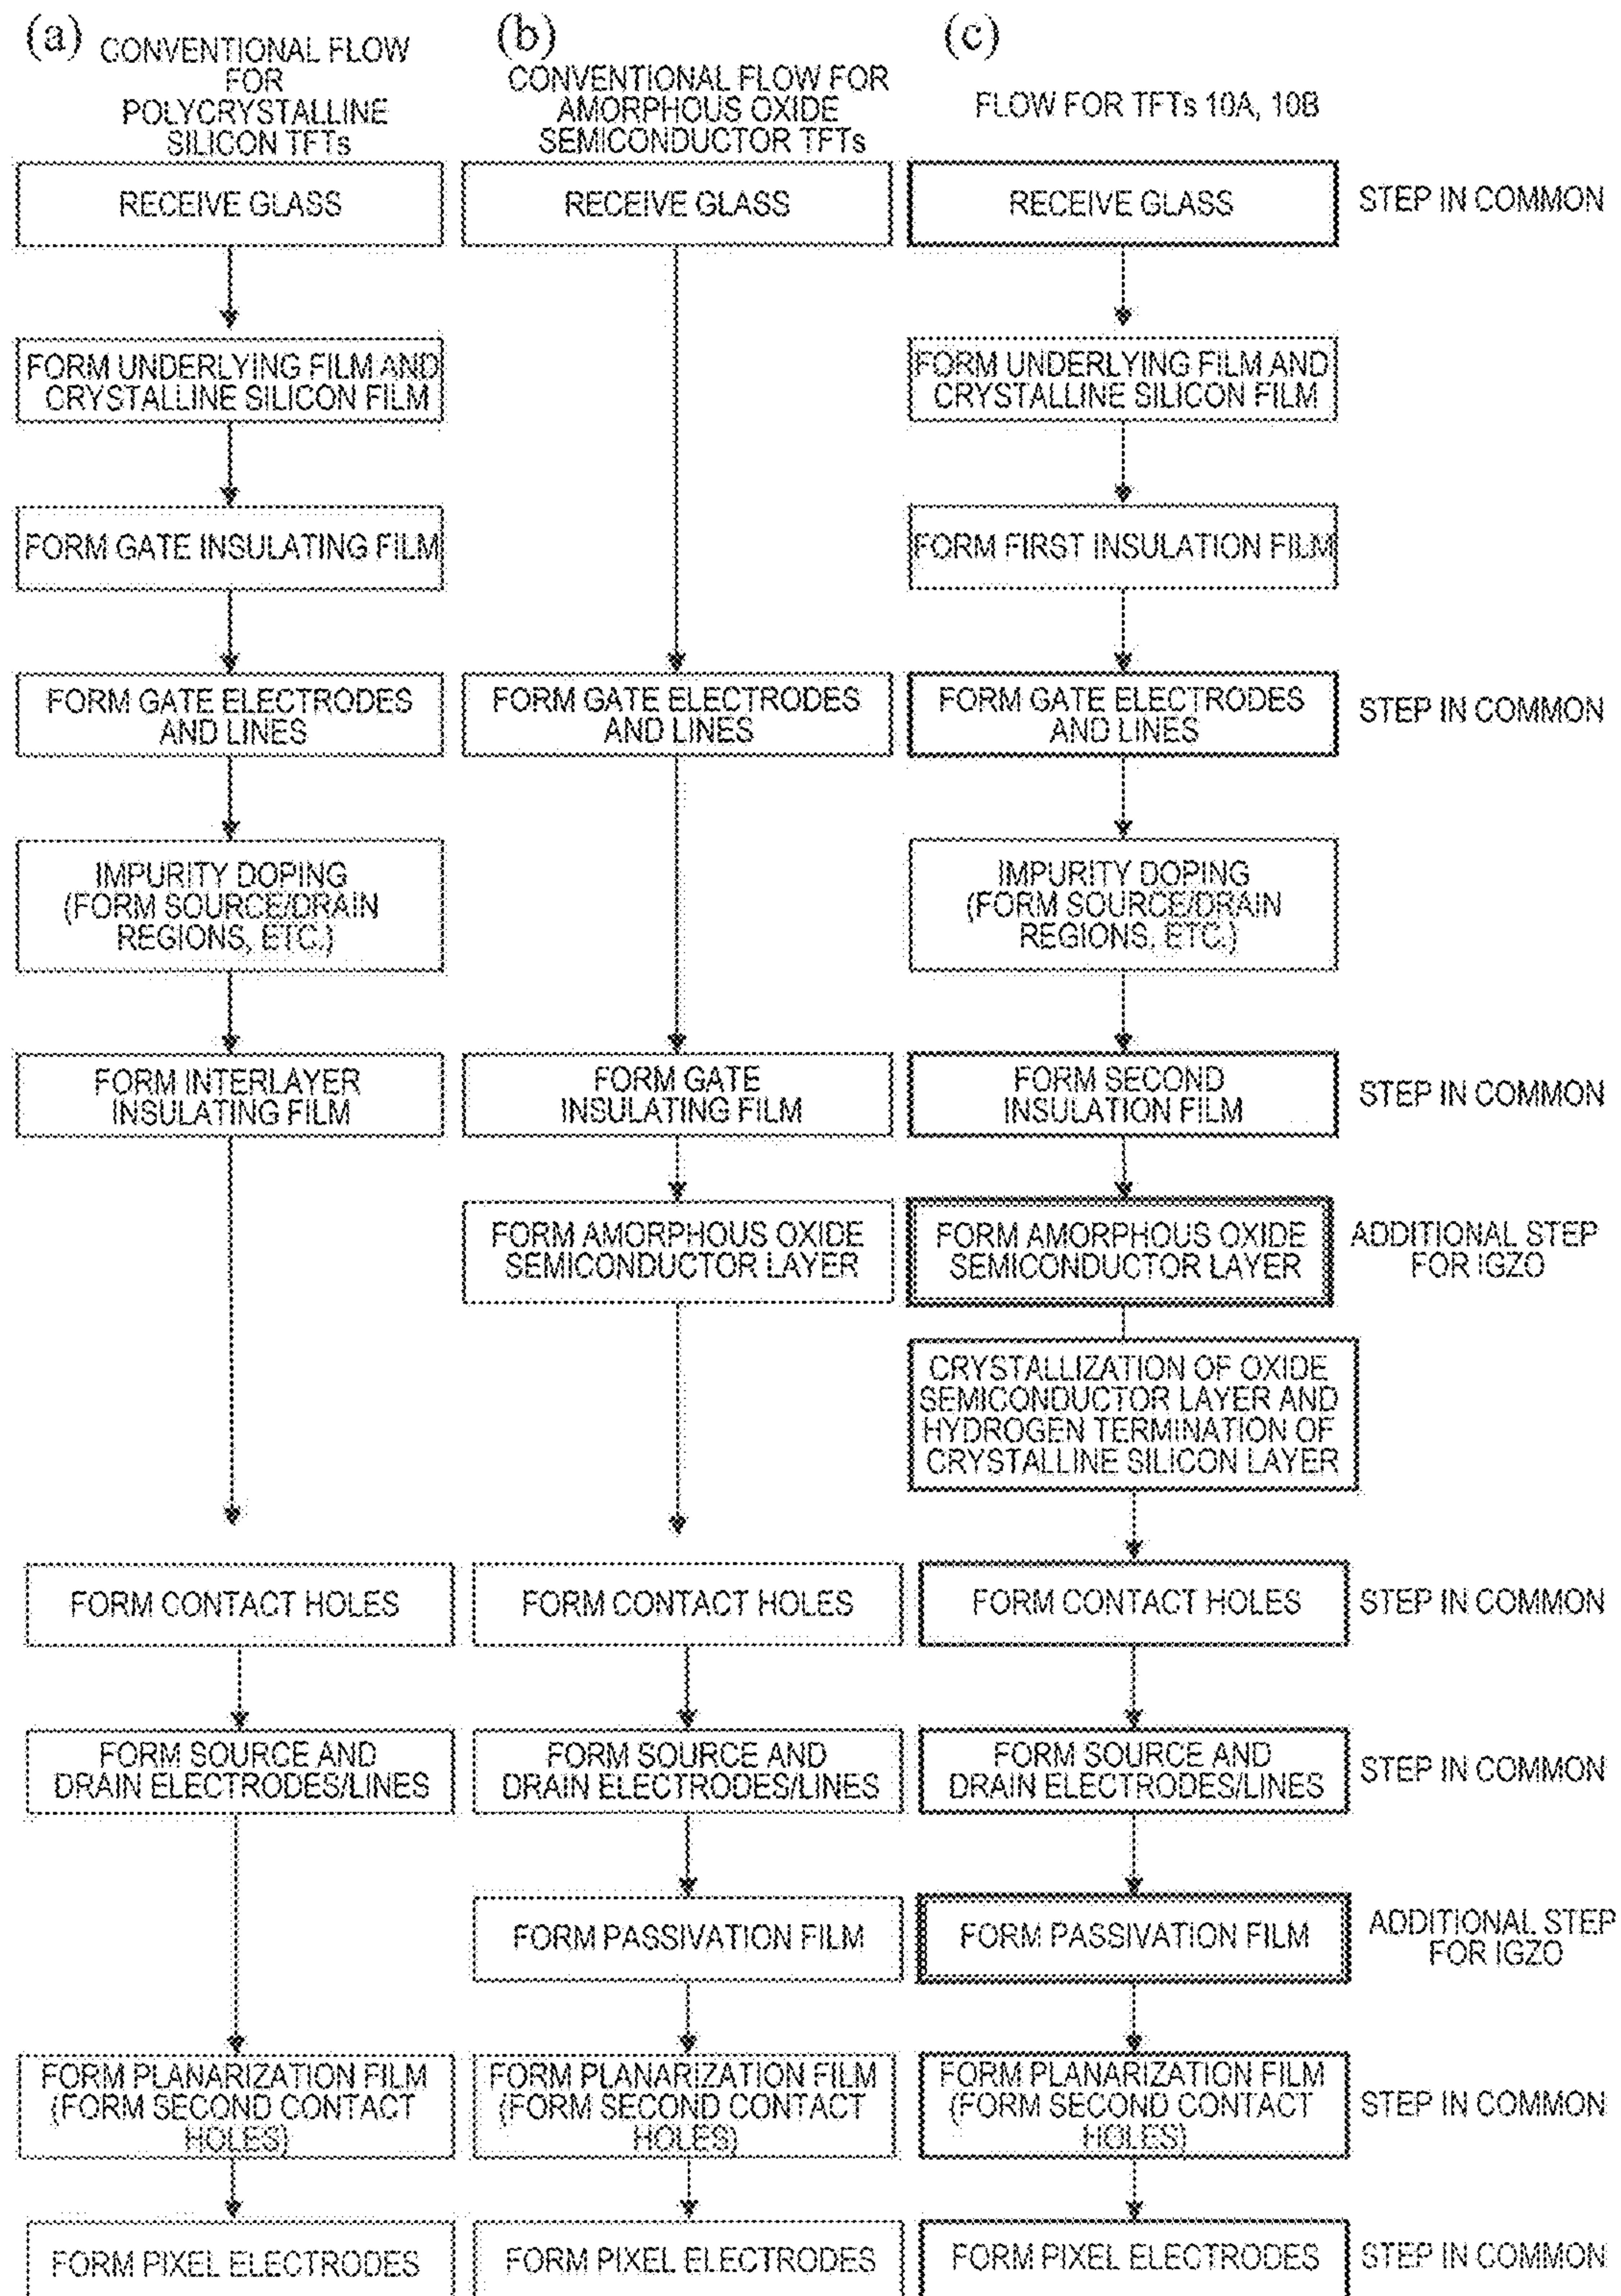 (a)
CONVENTIONAL FLOW
FOR
POLYCRYSTALLINE
SILICON TFTs
RECEIVE GLASS
FORM UNDERLYING FILM AND
CRYSTALLINE SILICON FILM
FORM GATE INSULATING FILM
FORM GATE ELECTRODES
AND LINES
IMPURITY DOPING
(FORM SOURCE/DRAIN
REGIONS, ETC.)
FORM INTERLAYER
INSULATING FILM
FORM CONTACT HOLES
FORM SOURCE AND
DRAIN ELECTRODES/LINES
FORM PLANARIZATION FILM
(FORM SECOND CONTACT
HOLES)
FORM PIXEL ELECTRODES
(b)
CONVENTIONAL FLOW FOR
AMORPHOUS OXIDE
SEMICONDUCTOR TFTs
RECEIVE GLASS
FORM GATE ELECTRODES
AND LINES
FORM GATE
INSULATING FILM
FORM AMORPHOUS OXIDE
SEMICONDUCTOR LAYER
FORM CONTACT HOLES
FORM SOURCE AND
DRAIN ELECTRODES/LINES
FORM PASSIVATION FILM
FORM PLANARIZATION FILM
(FORM SECOND CONTACT
HOLES)
FORM PIXEL ELECTRODES
(c)
FLOW FOR TFTs 10A, 10B
RECEIVE GLASS
FORM UNDERLYING FILM AND
CRYSTALLINE SILICON FILM
FORM FIRST INSULATION FILM
FORM GATE ELECTRODES
AND LINES
IMPURITY DOPING
(FORM SOURCE/DRAIN
REGIONS, ETC.)
FORM SECOND
INSULATION FILM
FORM AMORPHOUS OXIDE
SEMICONDUCTOR LAYER
CRYSTALLIZATION OF OXIDE
SEMICONDUCTOR LAYER AND
HYDROGEN TERMINATION OF
CRYSTALLINE SILICON LAYER
FORM CONTACT HOLES
FORM SOURCE AND
DRAIN ELECTRODES/LINES
FORM PASSIVATION FILM
FORM PLANARIZATION FILM
(FORM SECOND CONTACT
HOLES)
FORM PIXEL ELECTRODES
STEP IN COMMON
STEP IN COMMON
STEP IN COMMON
ADDITIONAL STEP
FOR IGZO
STEP IN COMMON
STEP IN COMMON
ADDITIONAL STEP
FOR IGZO
STEP IN COMMON
STEP IN COMMON